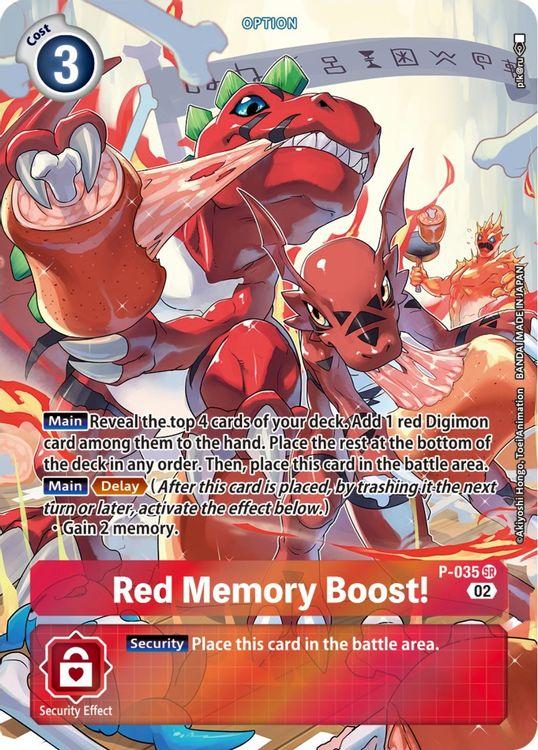 OPTION
Cost
3
p!k@ru
Main Reveal the top 4 cards of your deck. Add 1 red Digimon
card among them to the hand. Place the rest at the bottom of
the deck in any order. Then, place this card in the battle area.
Main Delay (After this card is placed, by trashing it the next
turn or later, activate the effect below.)
• Gain 2 memory.
©Akiyoshi Hongo, Toei Animation BANDAI MADE IN JAPAN
P-035 SR
Red Memory Boost!
02
Security Place this card in the battle area.
Security Effect